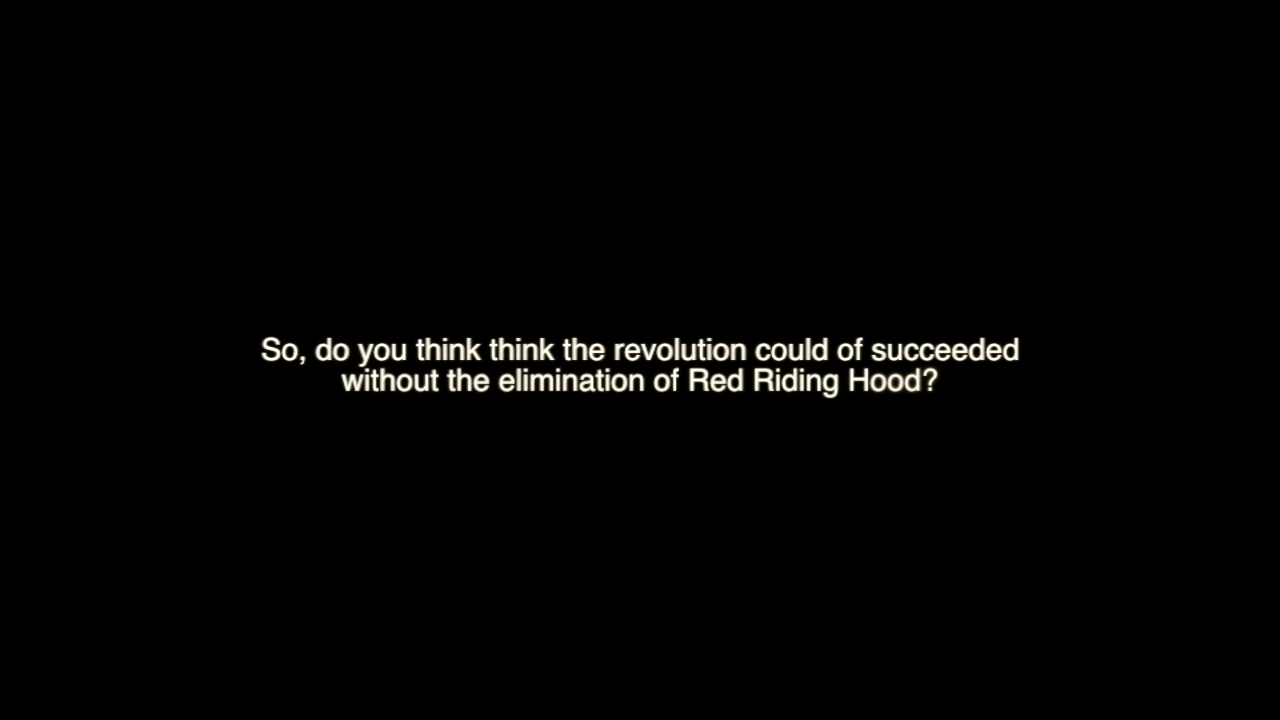 So, do you think think the revolution could of succeeded
without the elimination of Red Riding Hood?